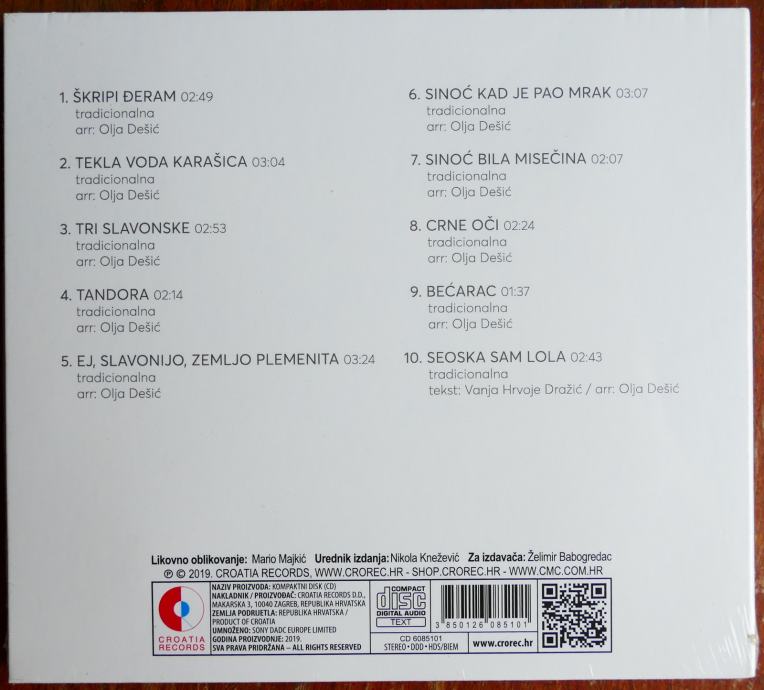 1. ŠKRIPI ĐERAM 02:49
tradicionalna
arr: Olja Dešić
2. TEKLA VODA KARAŠICA 03:04
tradicionalna
arr: Olja Dešić
3. TRI SLAVONSKE 02:53
tradicionalna
arr: Olja Dešić
4. TANDORA 02:14
tradicionalna
arr: Olja Dešić
5. EJ, SLAVONIJO, ZEMLJO PLEMENITA 03:24
tradicionalna
arr: Olja Dešić
6. SINOĆ KAD JE PAO MRAK 03:07
tradicionalna
arr: Olja Dešić
7. SINOĆ BILA MISEČINA 02:07
tradicionalna
arr: Olja Dešić
8. CRNE OČI 02:24
tradicionalna
arr: Olja Dešić
9. BEĆARAC 01:37
tradicionalna
arr: Olja Dešić
10. SEOSKA SAM LOLA 02:43
tradicionalna
tekst: Vanja Hrvoje Dražić / arr: Olja Dešić
Likovno oblikovanje: Mario Majkić Urednik izdanja: Nikola Knežević Za izdavača: Želimir Babogredac
℗ © 2019. CROATIA RECORDS, WWW.CROREC.HR - SHOP.CROREC.HR - WWW.CMC.COM.HR
CROATIA
RECORDS
NAZIV PROIZVODA: KOMPAKTNI DISK (CD)
NAKLADNIK / PROIZVOĐAČ: CROATIA RECORDS D.D.,
MAKARSKA 3, 10040 ZAGREB, REPUBLIKA HRVATSKA
ZEMLJA PODRIJETLA: REPUBLIKA HRVATSKA /
PRODUCT OF CROATIA
UMNOŽENO: SONY DADC EUROPE LIMITED
GODINA PROIZVODNJE: 2019.
SVA PRAVA PRIDRŽANA – ALL RIGHTS RESERVED
COMPACT
disc
DIGITAL AUDIO
TEXT
3 850126 085101
CD 6085101
STEREO • DDD • HDS/BIEM
www.crorec.hr